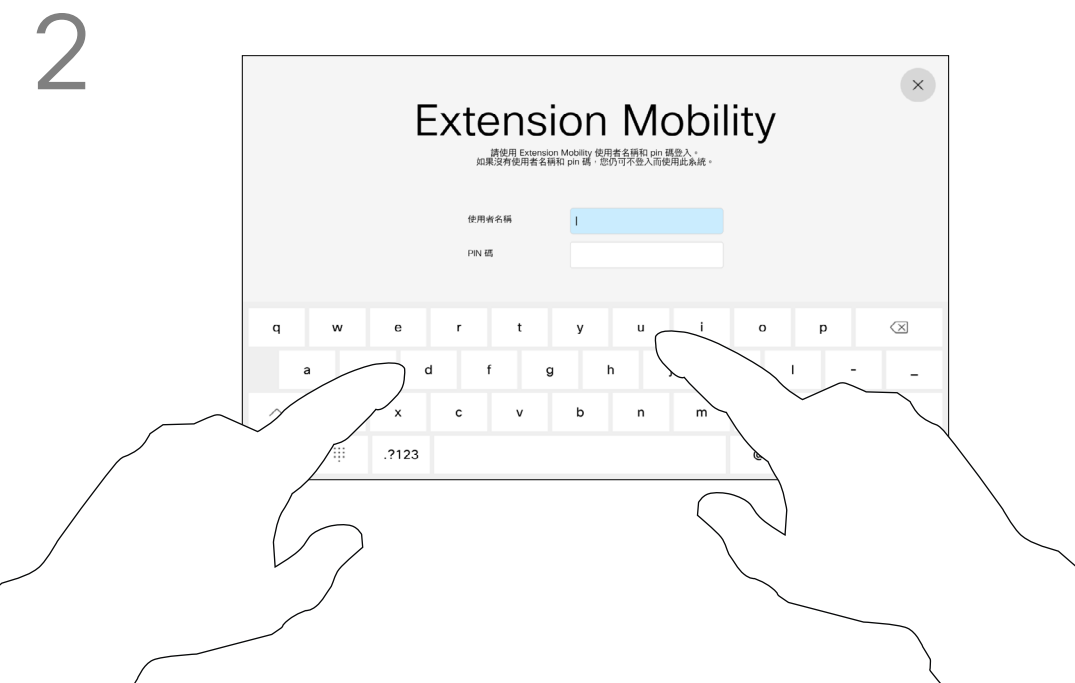 2
Extension Mobility
請使用 Extension Mobility 使用者名稱和 pin 碼登入。
如果沒有使用者名稱和 pin 碼，您仍可不登入而使用此系統。
使用者名稱
PIN 碼
q w e r t y u i o p
a d f g h l - _
x c v b n m
.?123